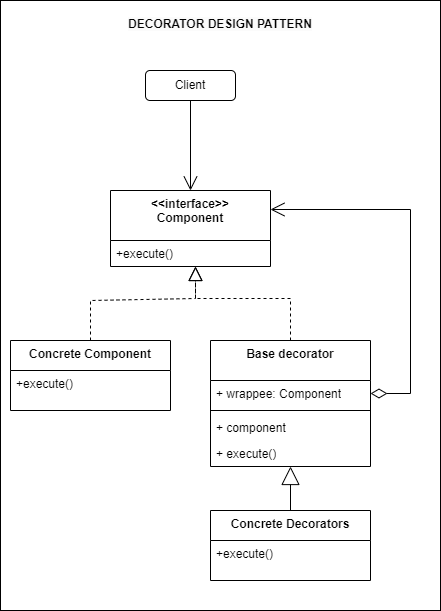 DECORATOR DESIGN PATTERN
Client
<<interface>>
Component
+execute()
Concrete Component
+execute()
Base decorator
+ wrappee: Component
+ component
+ execute()
Concrete Decorators
+execute()